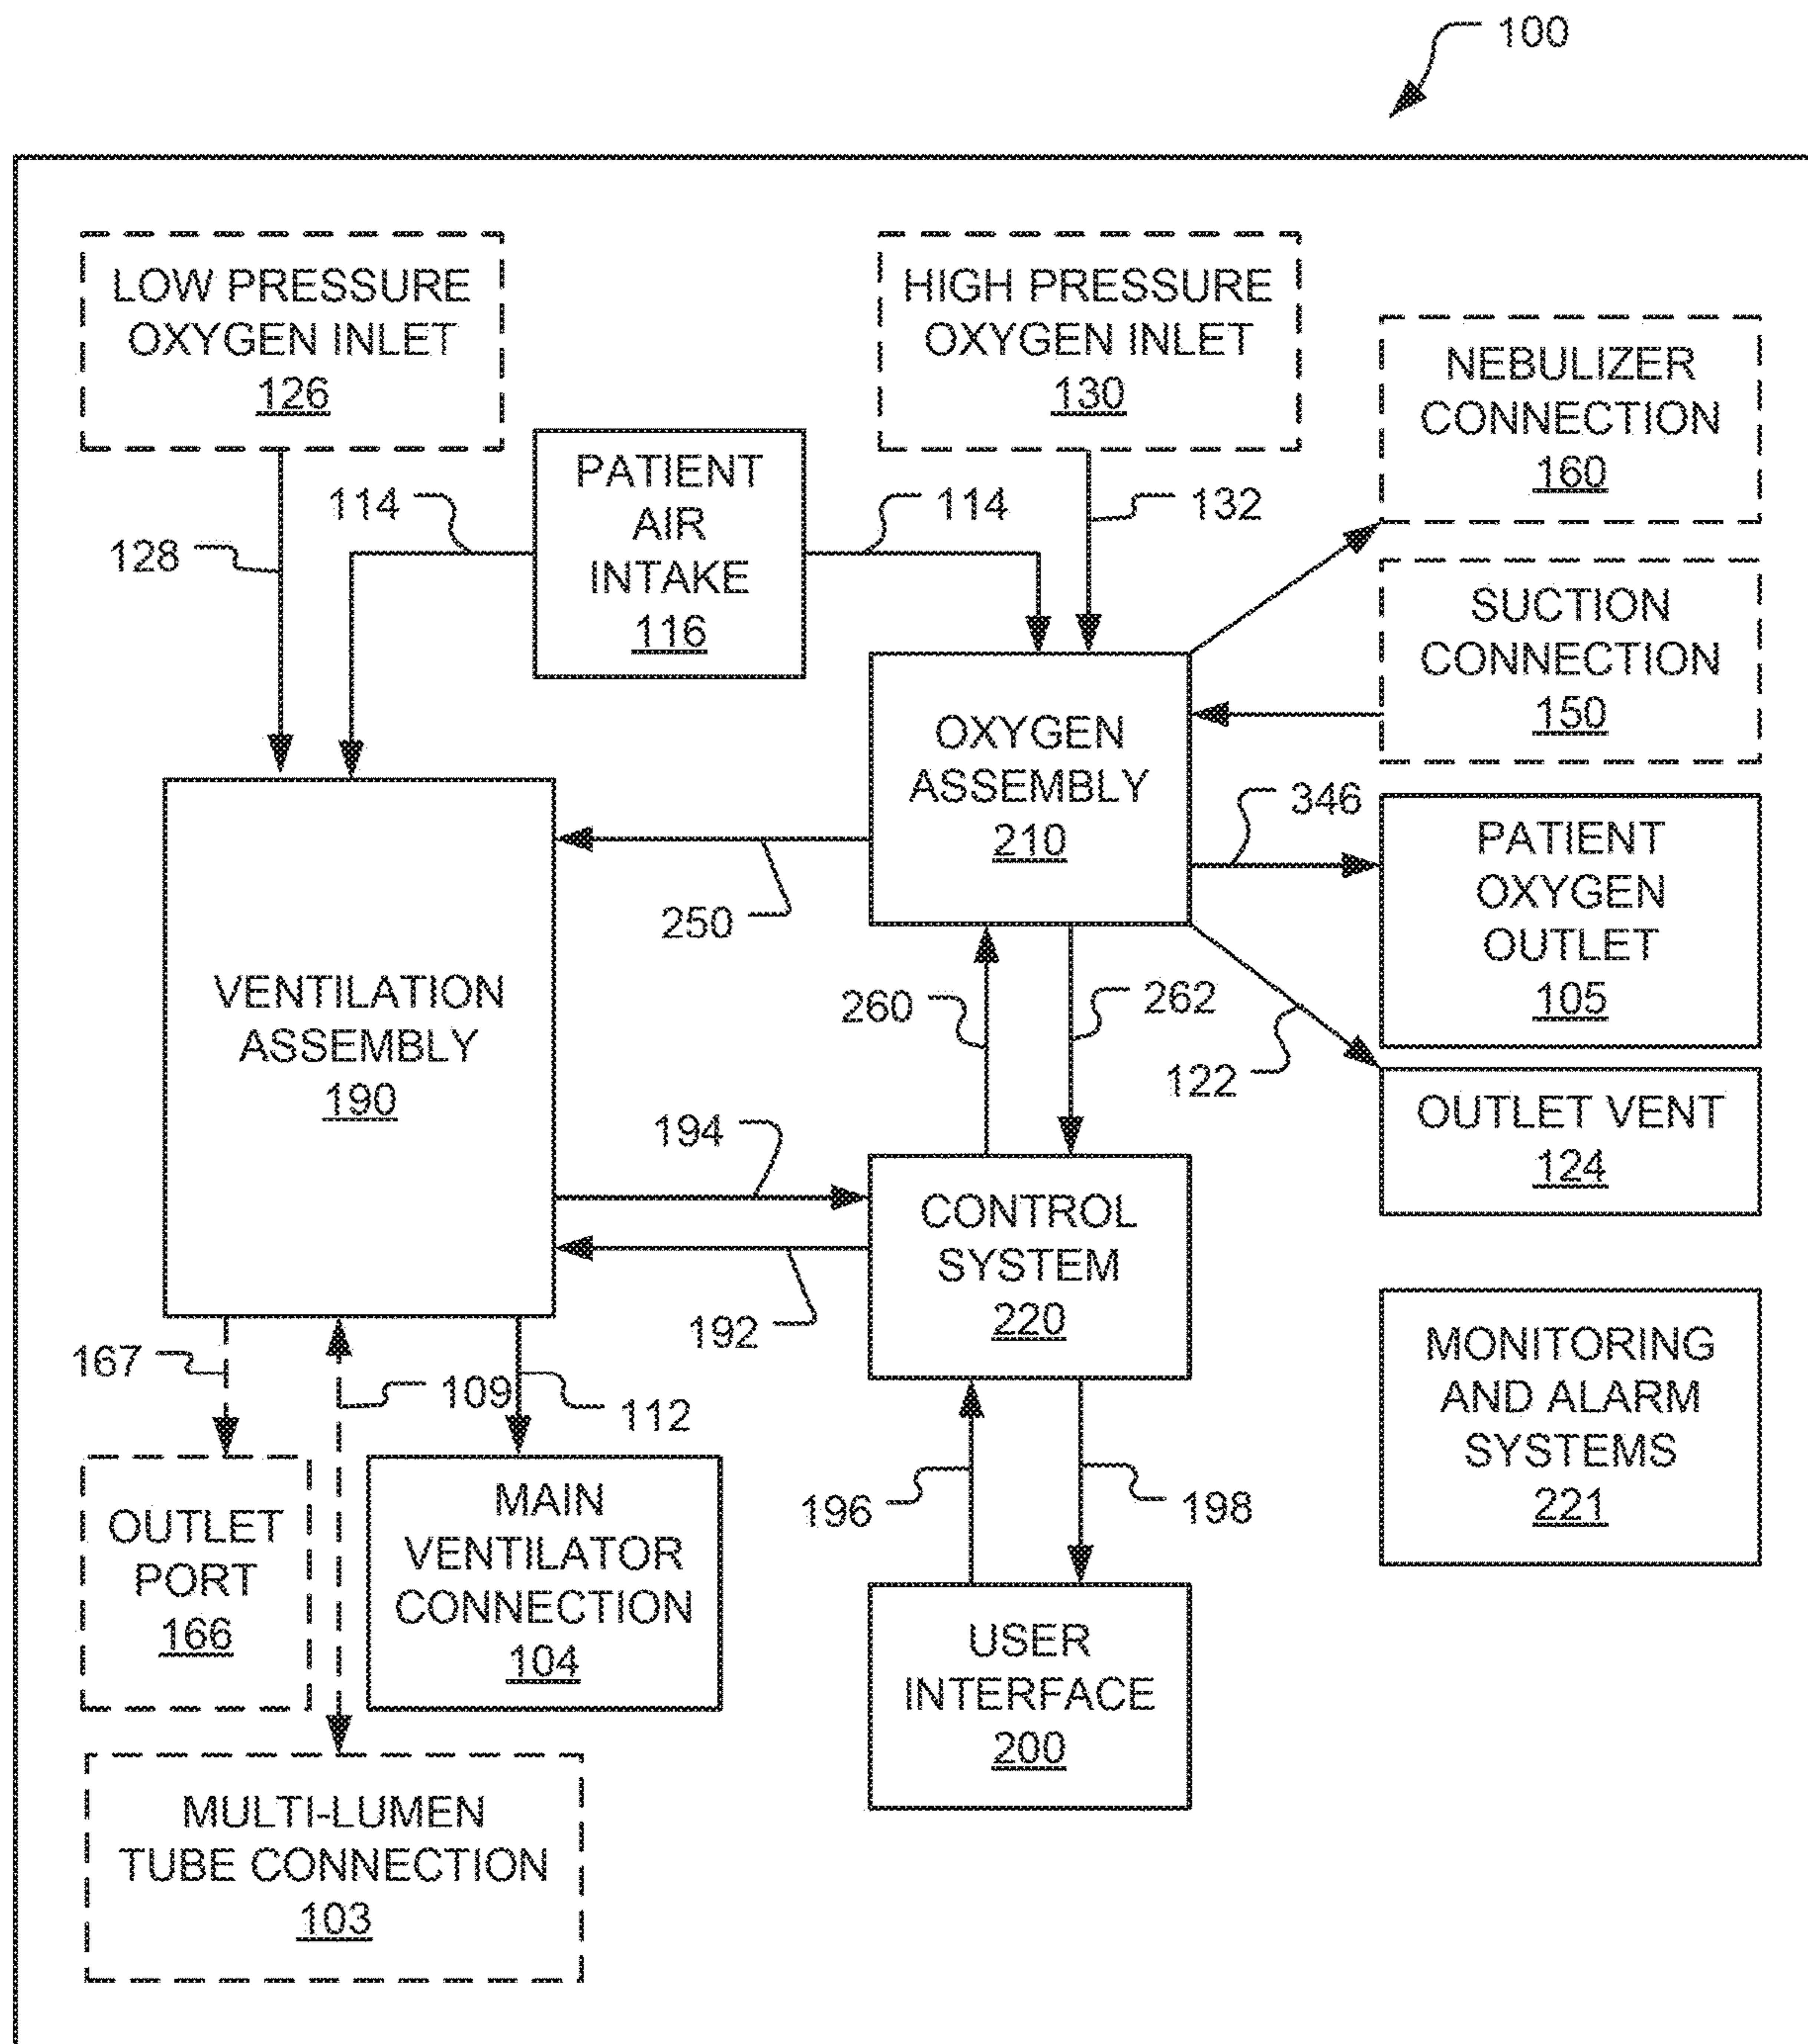 100
LOW PRESSURE
OXYGEN INLET
126
HIGH PRESSURE
OXYGEN INLET
130
NEBULIZER
CONNECTION
160
PATIENT
AIR
INTAKE
116
114
114
132
128
SUCTION
CONNECTION
150
OXYGEN
ASSEMBLY
210
346
PATIENT
OXYGEN
OUTLET
105
250
VENTILATION
ASSEMBLY
190
260
262
122
OUTLET VENT
124
194
CONTROL
SYSTEM
220
192
MONITORING
AND ALARM
SYSTEMS
221
167
109
112
OUTLET
PORT
166
MAIN
VENTILATOR
CONNECTION
104
196
198
USER
INTERFACE
200
MULTI-LUMEN
TUBE CONNECTION
103